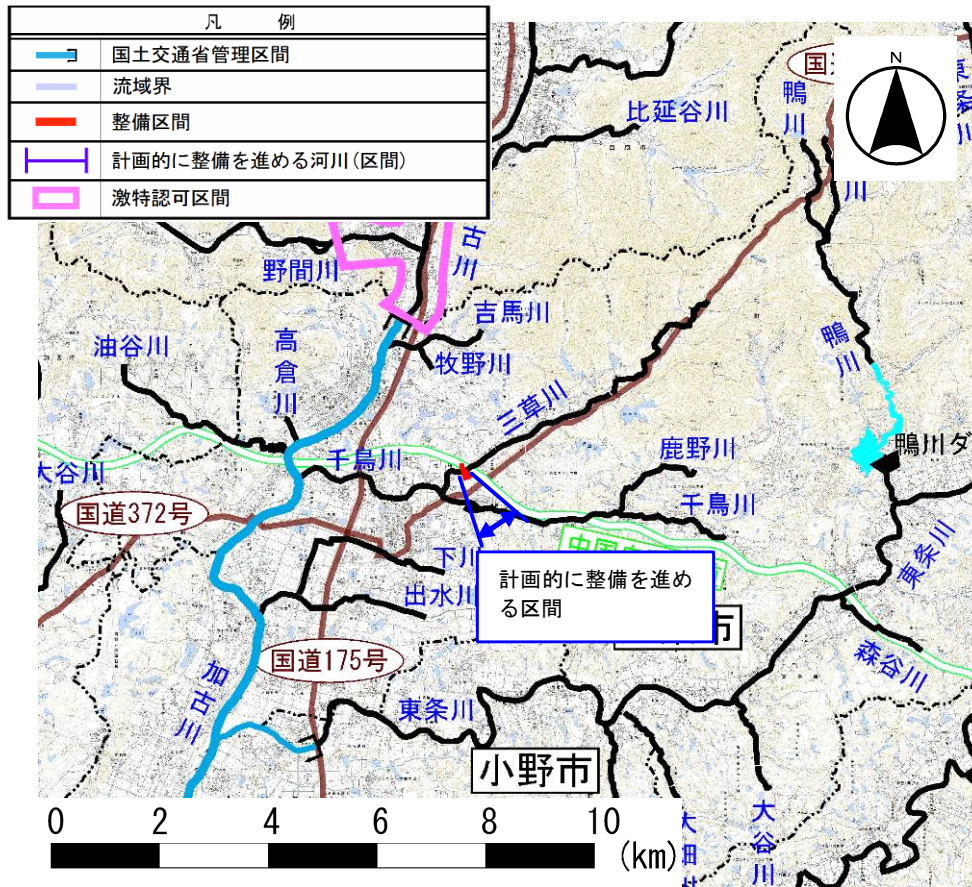 凡　例
国土交通省管理区間
流域界
整備区間
計画的に整備を進める河川(区間)
激特認可区間
N
鴨川
比延谷川
川
古川
野間川
吉馬川
高倉川
油谷川
牧野川
鴨川
三草川
鹿野川
鴨川ダ
千鳥川
大谷川
千鳥川
国道372号
下川
計画的に整備を進め
る区間
出水川
東条川
市
国道175号
森谷川
加古川
東条川
小野市
大谷川
大畑川
0 2 4 6 8 10
(km)